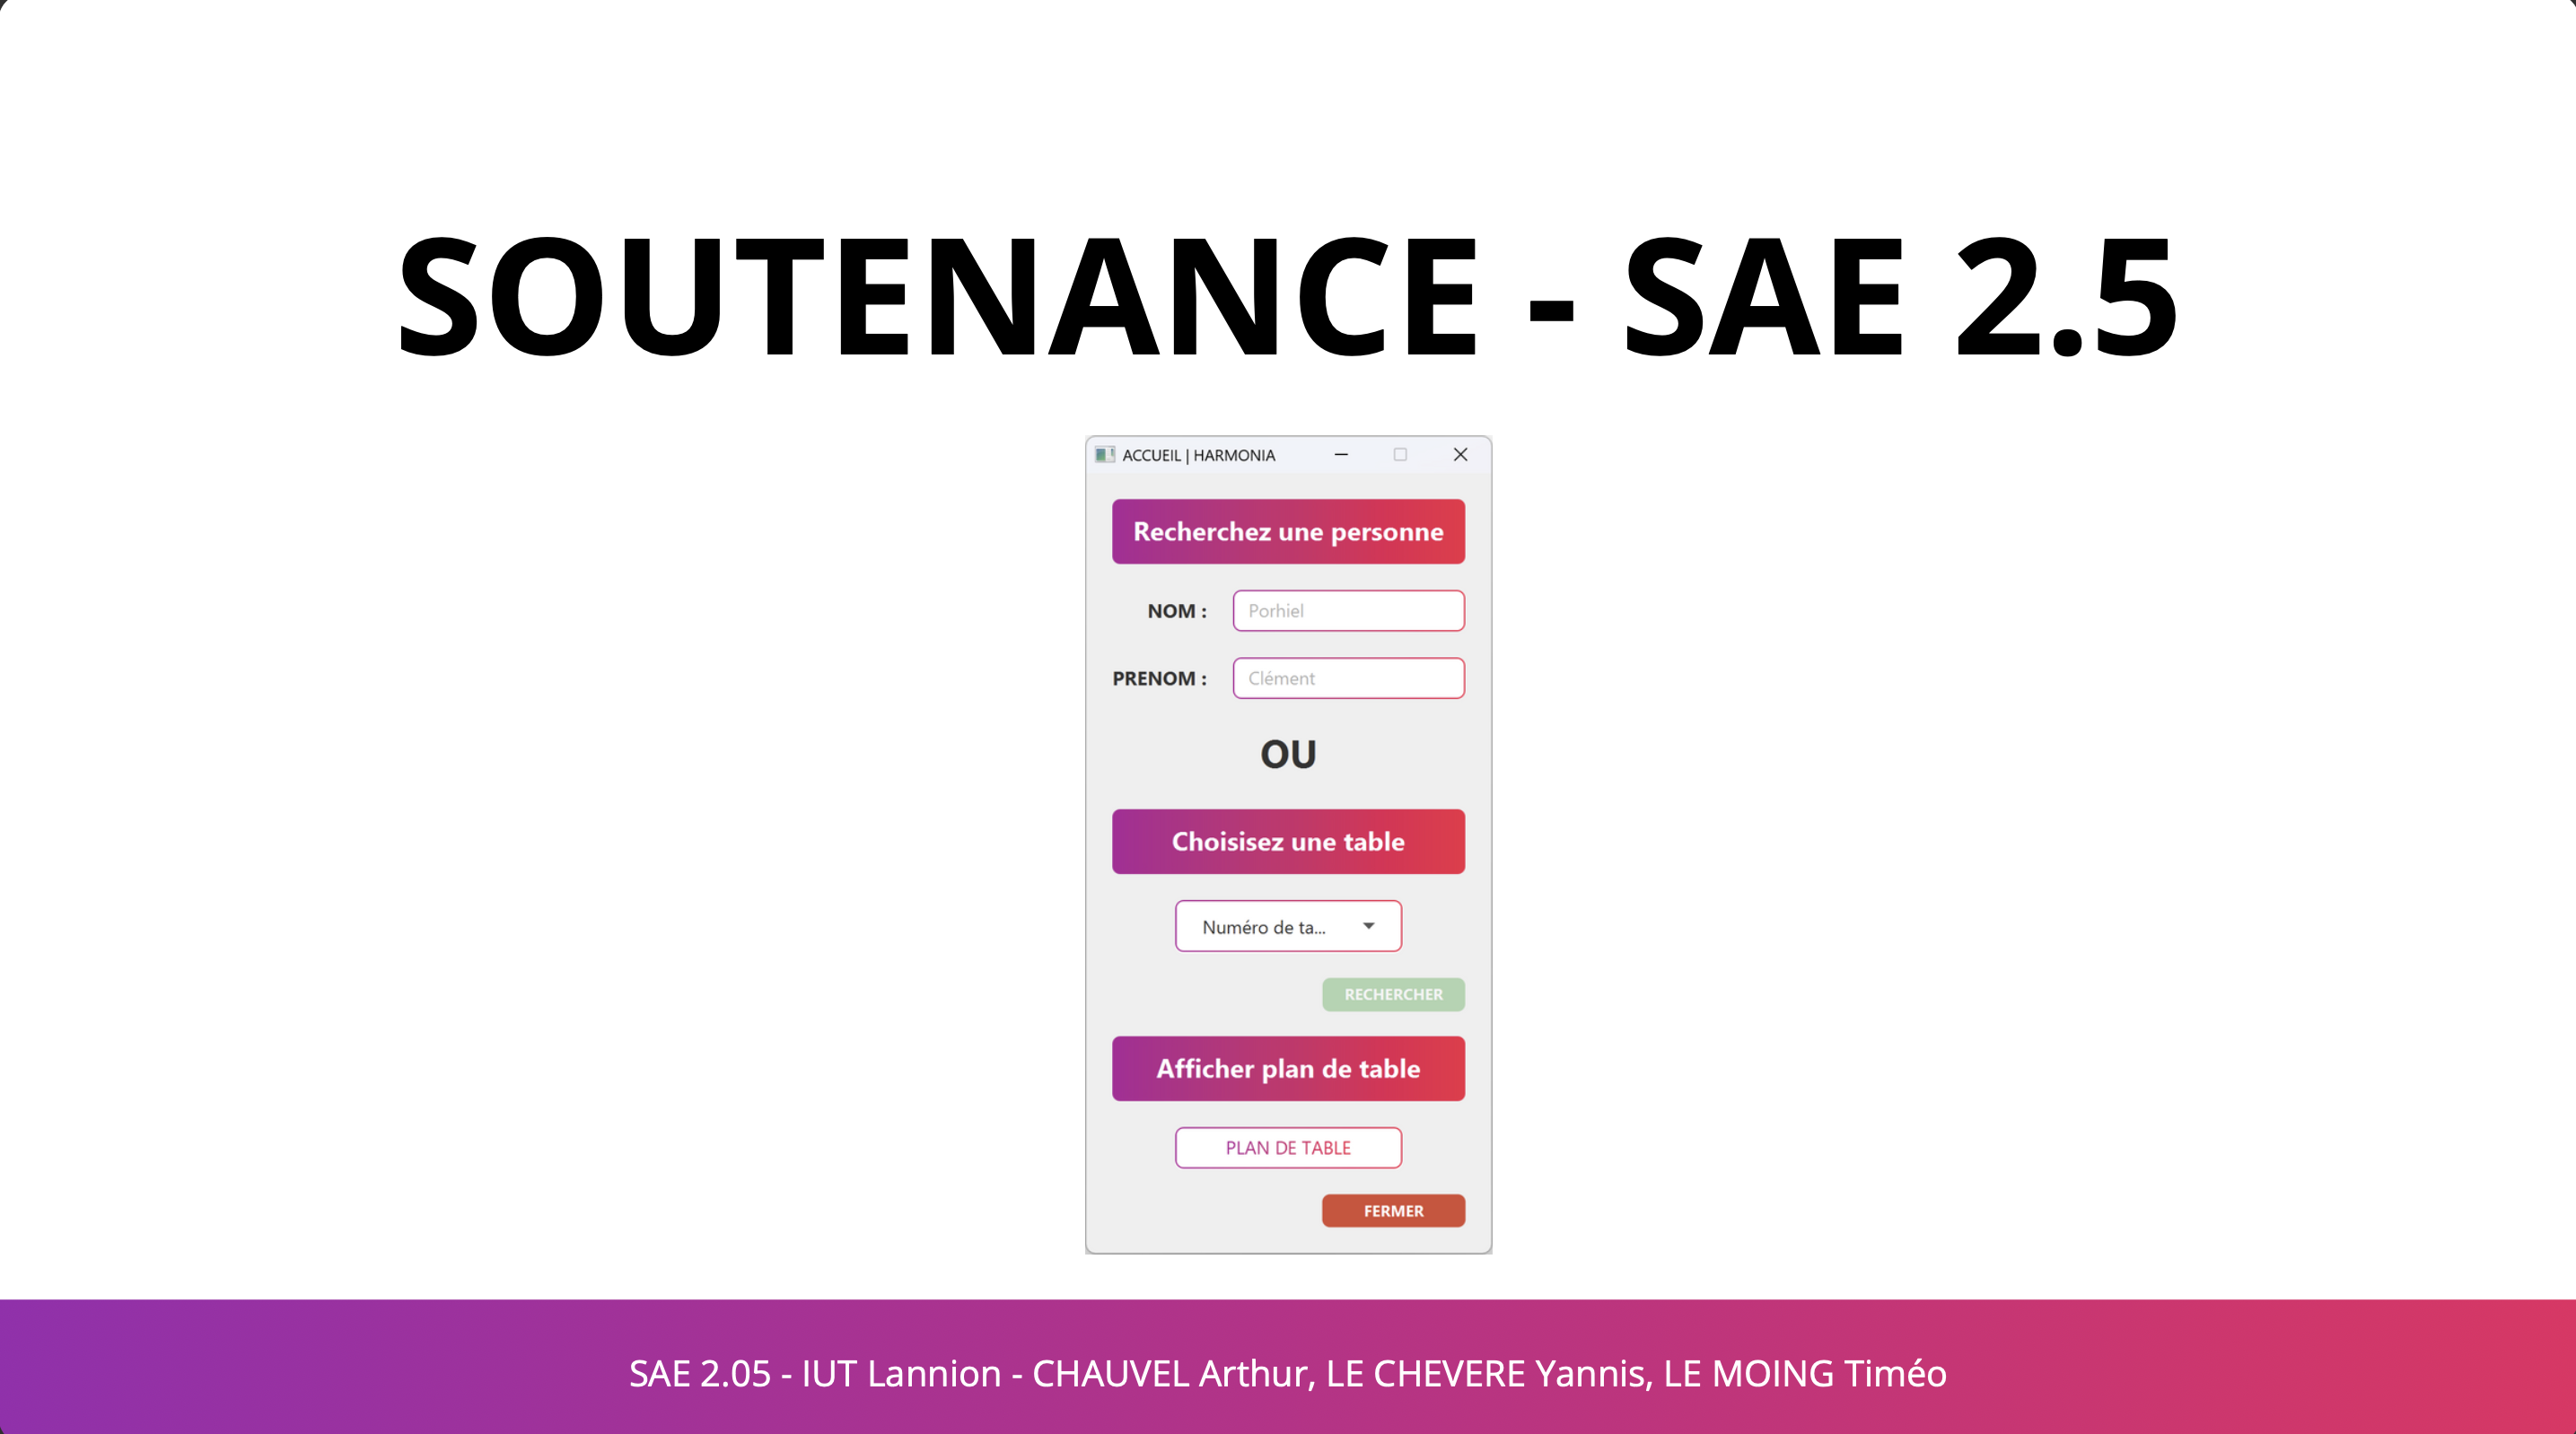 SOUTENANCE - SAE 2.5
ACCUEIL | HARMONIA
Recherchez une personne
NOM : Porhiel
PRENOM : Clément
OU
Choisisez une table
Numéro de ta...
RECHERCHER
Afficher plan de table
PLAN DE TABLE
FERMER
SAE 2.05 - IUT Lannion - CHAUVEL Arthur, LE CHEVERE Yannis, LE MOING Timéo